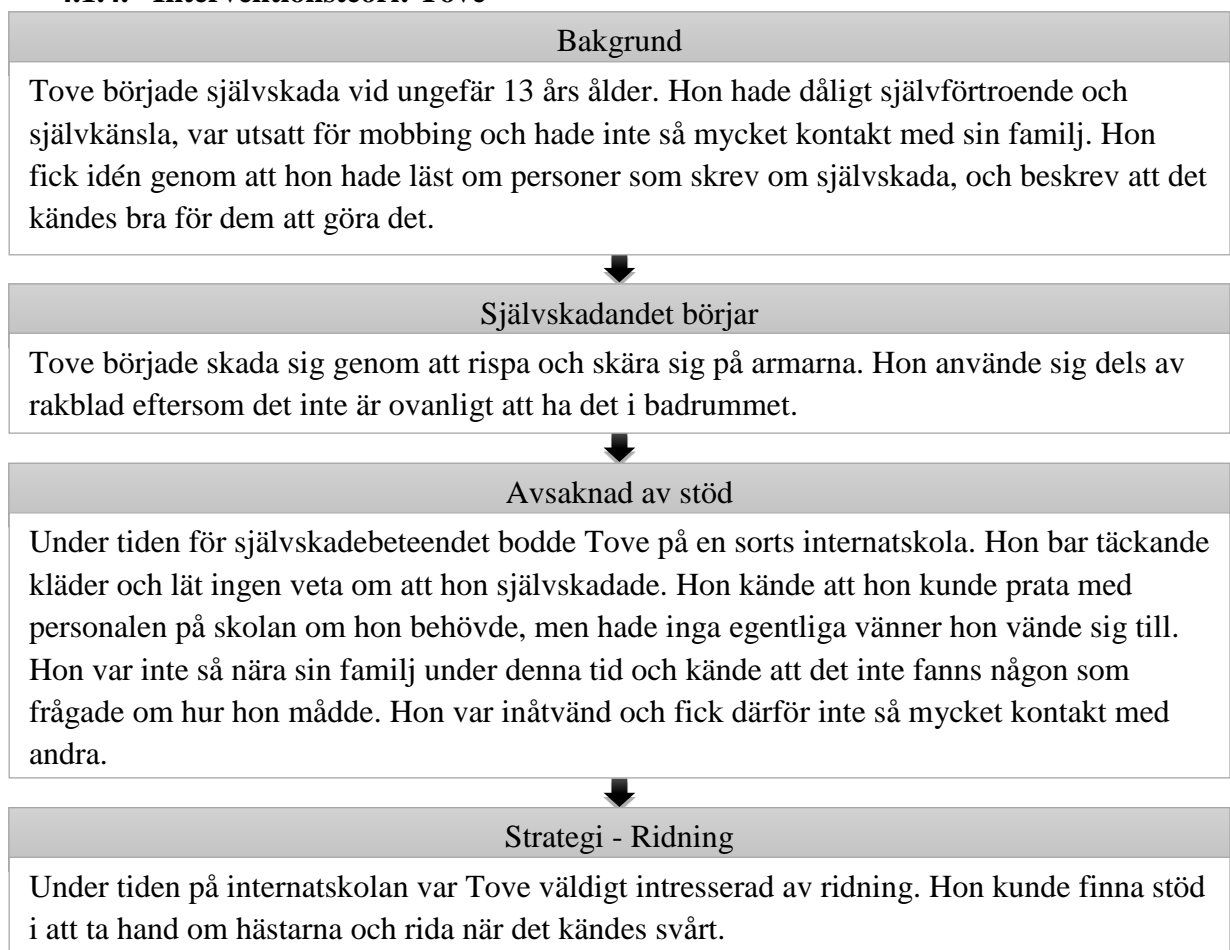 4.1.4. Interventionsteori: Tove
Bakgrund
Tove började självskada vid ungefär 13 års ålder. Hon hade dåligt självförtroende och
självkänsla, var utsatt för mobbing och hade inte så mycket kontakt med sin familj. Hon
fick idén genom att hon hade läst om personer som skrev om självskada, och beskrev att det
kändes bra för dem att göra det.
Självskadandet börjar
Tove började skada sig genom att rispa och skära sig på armarna. Hon använde sig dels av
rakblad eftersom det inte är ovanligt att ha det i badrummet.
Avsaknad av stöd
Under tiden för självskadebeteendet bodde Tove på en sorts internatskola. Hon bar täckande
kläder och lät ingen veta om att hon självskadade. Hon kände att hon kunde prata med
personalen på skolan om hon behövde, men hade inga egentliga vänner hon vände sig till.
Hon var inte så nära sin familj under denna tid och kände att det inte fanns någon som
frågade om hur hon mådde. Hon var inåtvänd och fick därför inte så mycket kontakt med
andra.
Strategi - Ridning
Under tiden på internatskolan var Tove väldigt intresserad av ridning. Hon kunde finna stöd
i att ta hand om hästarna och rida när det kändes svårt.